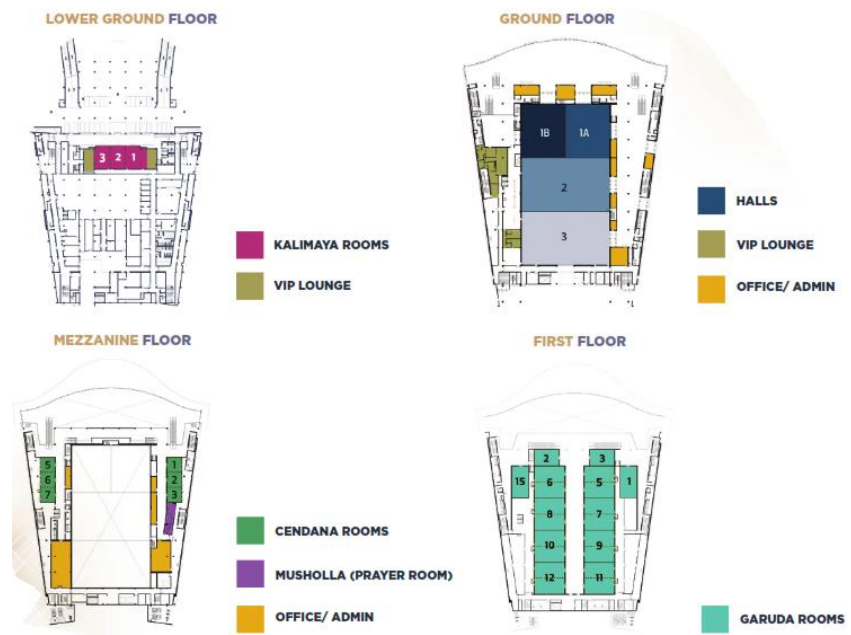 LOWER GROUND FLOOR
3 2 1
KALIMAYA ROOMS
VIP LOUNGE
GROUND FLOOR
1B 1A
2
3
HALLS
VIP LOUNGE
OFFICE/ ADMIN
MEZZANINE FLOOR
5 1
6 2
7 3
CENDANA ROOMS
MUSHOLLA (PRAYER ROOM)
OFFICE/ ADMIN
FIRST FLOOR
2 3
15 6 5 1
8 7
10 9
12 11
GARUDA ROOMS